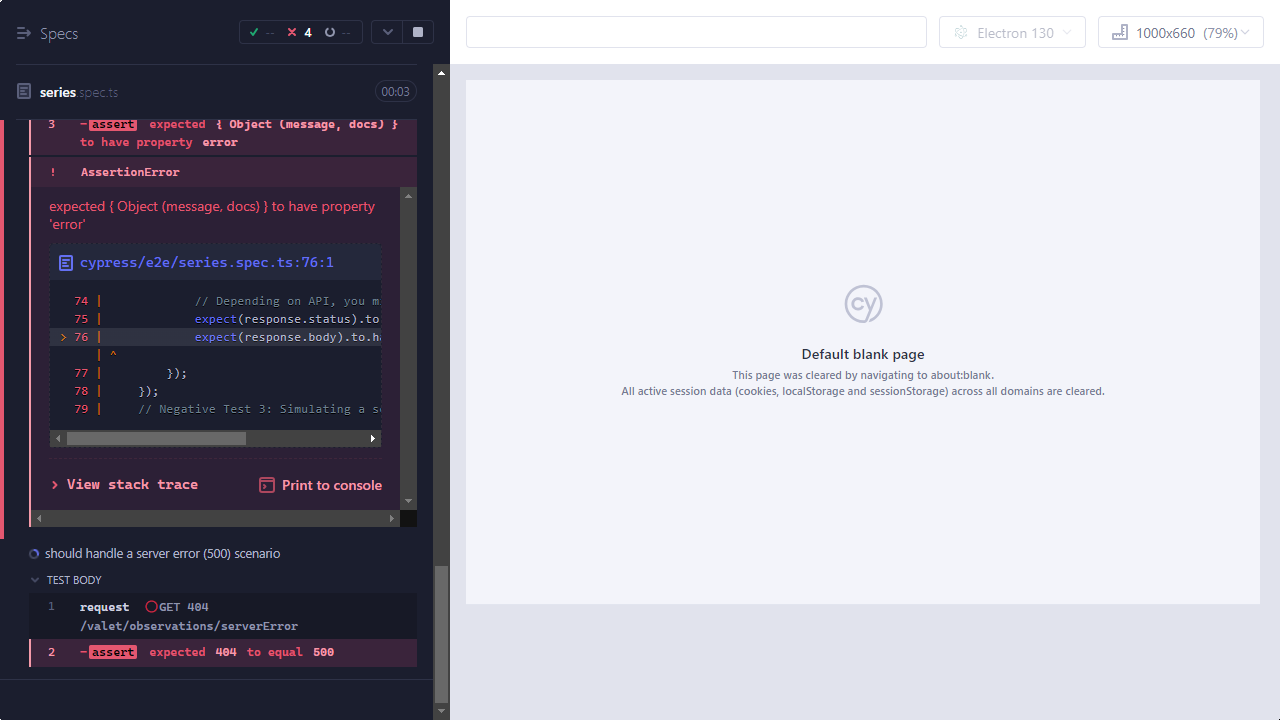 Specs
--
4
--
Electron 130
1000x660 (79%)
series.spec.ts
00:03
3 -assert expected { Object (message, docs) }
to have property error
! AssertionError
expected { Object (message, docs) } to have property
'error'
cypress/e2e/series.spec.ts:76:1
74 | // Depending on API, you m
75 | expect(response.status).to
> 76 | expect(response.body).to.ha
| ^
77 | });
78 | });
79 | // Negative Test 3: Simulating a se
> View stack trace
Print to console
should handle a server error (500) scenario
TEST BODY
1 request GET 404
/valet/observations/serverError
2 -assert expected 404 to equal 500
cy
Default blank page
This page was cleared by navigating to about:blank.
All active session data (cookies, localStorage and sessionStorage) across all domains are cleared.